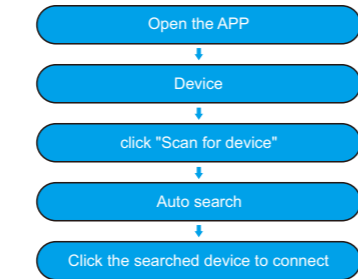 Open the APP
Device
click "Scan for device"
Auto search
Click the searched device to connect